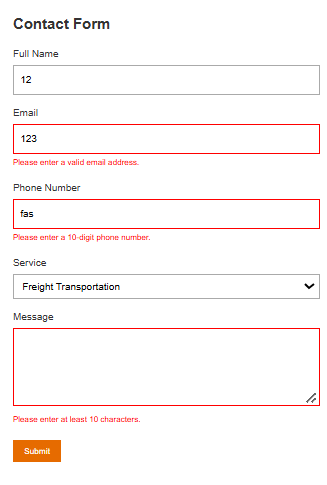 Contact Form
Full Name
12
Email
123
Please enter a valid email address.
Phone Number
fas
Please enter a 10-digit phone number.
Service
Freight Transportation
Message
Please enter at least 10 characters.
Submit